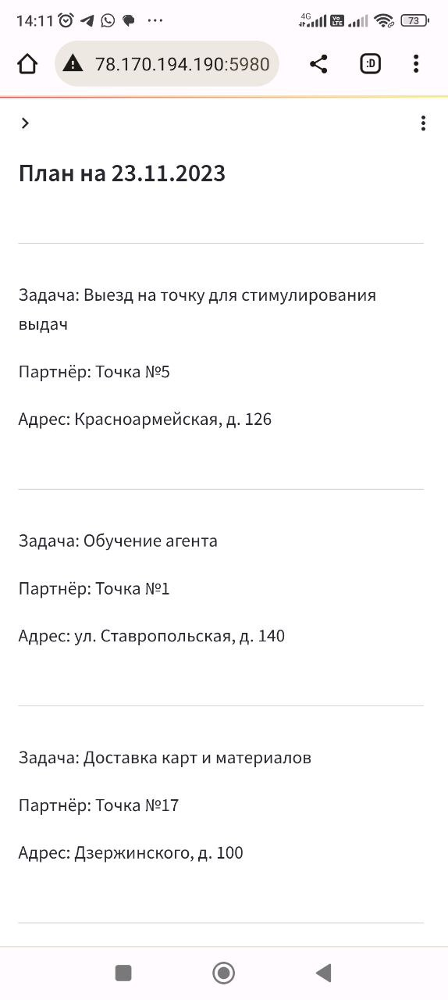 14:11 4G Vo LTE 73
78.170.194.190:5980 :D
План на 23.11.2023
Задача: Выезд на точку для стимулирования
выдач
Партнёр: Точка №5
Адрес: Красноармейская, д. 126
Задача: Обучение агента
Партнёр: Точка №1
Адрес: ул. Ставропольская, д. 140
Задача: Доставка карт и материалов
Партнёр: Точка №17
Адрес: Дзержинского, д. 100